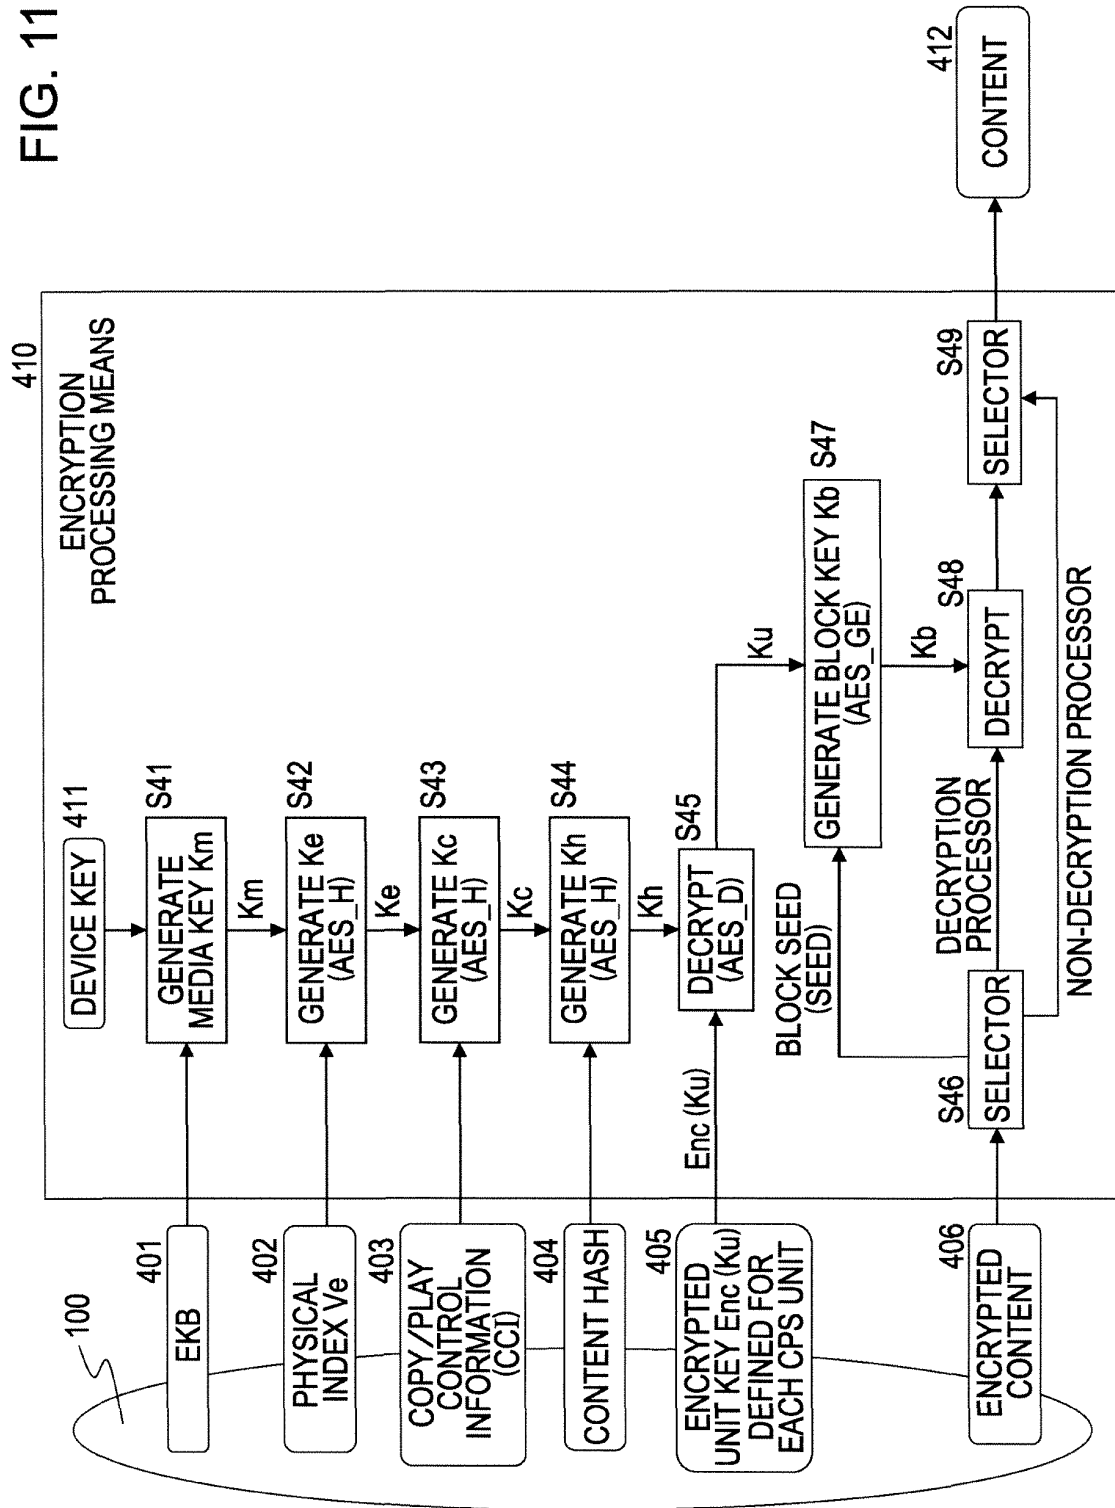 FIG. 11
410
ENCRYPTION
PROCESSING MEANS
100
401
EKB
402
PHYSICAL
INDEX Ve
403
COPY/PLAY
CONTROL
INFORMATION
(CCI)
404
CONTENT HASH
405
ENCRYPTED
UNIT KEY Enc (Ku)
DEFINED FOR
EACH CPS UNIT
406
ENCRYPTED
CONTENT
DEVICE KEY
411
S41
GENERATE
MEDIA KEY Km
Km
S42
GENERATE Ke
(AES_H)
Ke
S43
GENERATE Kc
(AES_H)
Kc
S44
GENERATE Kh
(AES_H)
Kh
Enc (Ku)
S45
DECRYPT
(AES_D)
Ku
BLOCK SEED
(SEED)
S47
GENERATE BLOCK KEY Kb
(AES_GE)
Kb
S46
SELECTOR
DECRYPTION
PROCESSOR
S48
DECRYPT
S49
SELECTOR
NON-DECRYPTION PROCESSOR
412
CONTENT